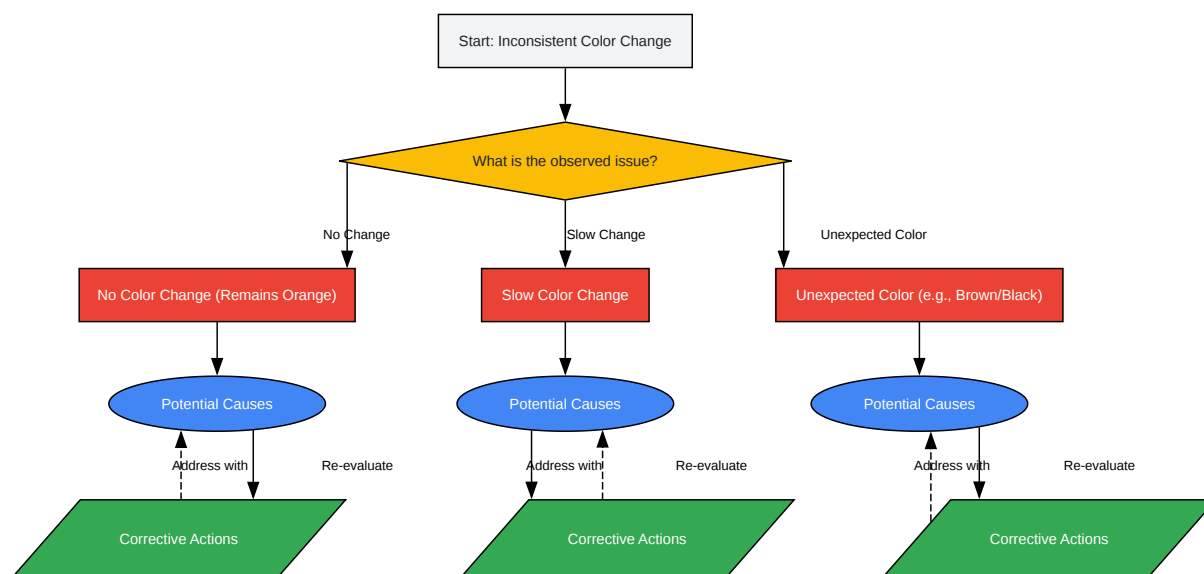 Start: Inconsistent Color Change
What is the observed issue?
No Change
Slow Change
Unexpected Color
No Color Change (Remains Orange)
Slow Color Change
Unexpected Color (e.g., Brown/Black)
Potential Causes
Potential Causes
Potential Causes
Address with
Re-evaluate
Address with
Re-evaluate
Address with
Re-evaluate
Corrective Actions
Corrective Actions
Corrective Actions